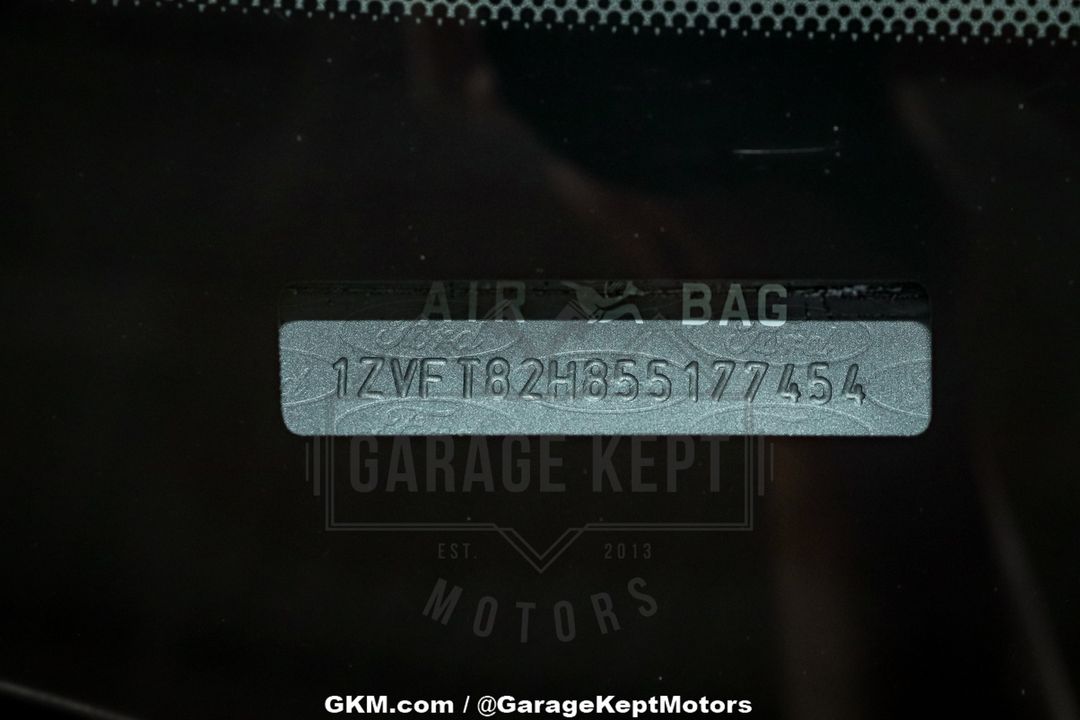 AIR BAG
1ZVFT82H855177454
GARAGE KEPT
EST. 2013
MOTORS
GKM.com / @GarageKeptMotors